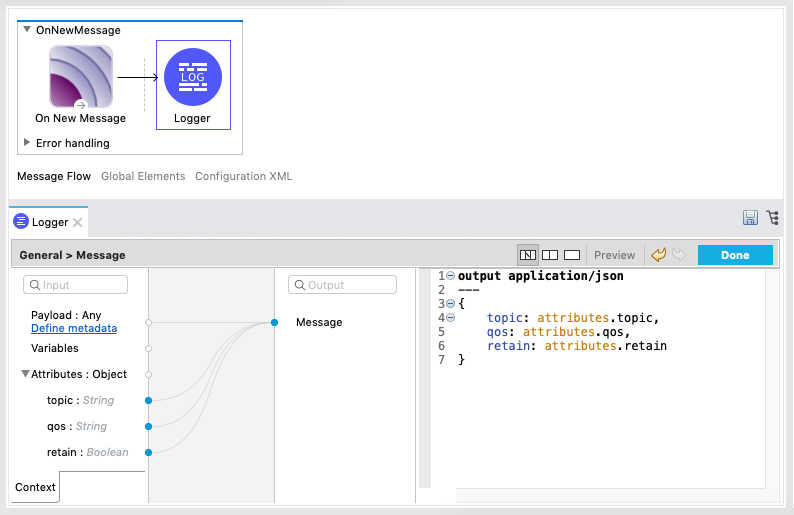 OnNewMessage
LOG
On New Message
Logger
Error handling
Message Flow Global Elements Configuration XML
Logger
General > Message
N
Preview
Done
Input
Payload : Any
Define metadata
Variables
Attributes : Object
topic : String
qos : String
retain : Boolean
Context
Output
Message
1 output application/json
2 ---
3 {
4 topic: attributes.topic,
5 qos: attributes.qos,
6 retain: attributes.retain
7 }